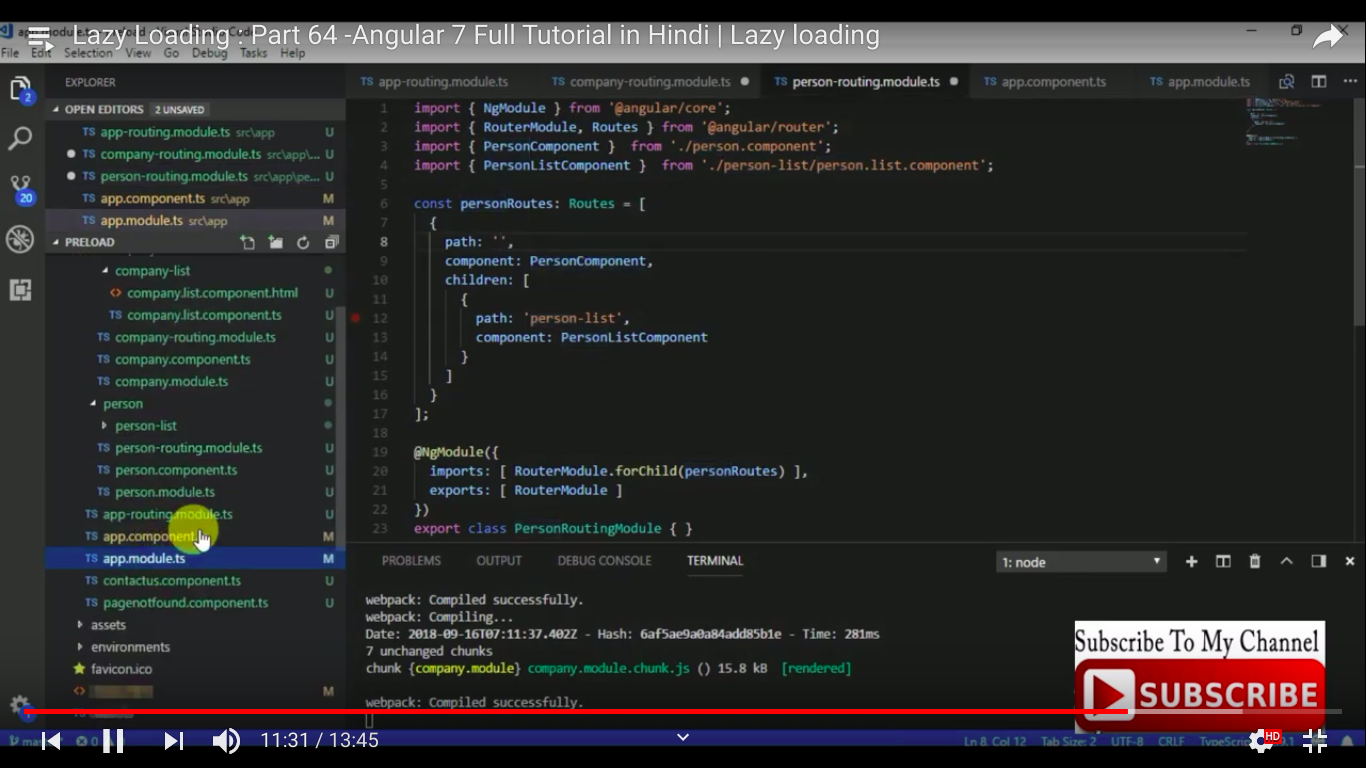 Lazy Loading : Part 64 -Angular 7 Full Tutorial in Hindi | Lazy loading
File Edit Selection View Go Debug Tasks Help
EXPLORER
OPEN EDITORS 2 UNSAVED
TS app-routing.module.ts src\app U
TS company-routing.module.ts src\app\... U
TS person-routing.module.ts src\app\pe... U
TS app.component.ts src\app M
TS app.module.ts src\app M
PRELOAD
company-list
company.list.component.html U
TS company.list.component.ts U
TS company-routing.module.ts U
TS company.component.ts U
TS company.module.ts U
person
person-list
TS person-routing.module.ts U
TS person.component.ts U
TS person.module.ts U
TS app-routing.module.ts U
TS app.component. M
TS app.module.ts M
TS contactus.component.ts U
TS pagenotfound.component.ts U
assets
environments
favicon.ico
M
2
20
TS app-routing.module.ts TS company-routing.module.ts TS person-routing.module.ts TS app.component.ts TS app.module.ts
1 import { NgModule } from '@angular/core';
2 import { RouterModule, Routes } from '@angular/router';
3 import { PersonComponent } from './person.component';
4 import { PersonListComponent } from './person-list/person.list.component';
5
6 const personRoutes: Routes = [
7 {
8 path: '',
9 component: PersonComponent,
10 children: [
11 {
12 path: 'person-list',
13 component: PersonListComponent
14 }
15 ]
16 }
17 ];
18
19 @NgModule({
20 imports: [ RouterModule.forChild(personRoutes) ],
21 exports: [ RouterModule ]
22 })
23 export class PersonRoutingModule { }
PROBLEMS OUTPUT DEBUG CONSOLE TERMINAL 1: node
webpack: Compiled successfully.
webpack: Compiling...
Date: 2018-09-16T07:11:37.402Z - Hash: 6af5ae9a0a84add85b1e - Time: 281ms
7 unchanged chunks
chunk {company.module} company.module.chunk.js () 15.8 kB [rendered]
webpack: Compiled successfully.
Subscribe To My Channel
SUBSCRIBE
11:31 / 13:45
HD
Ln 8, Col 12 Tab Size: 2 UTF-8 CRLF